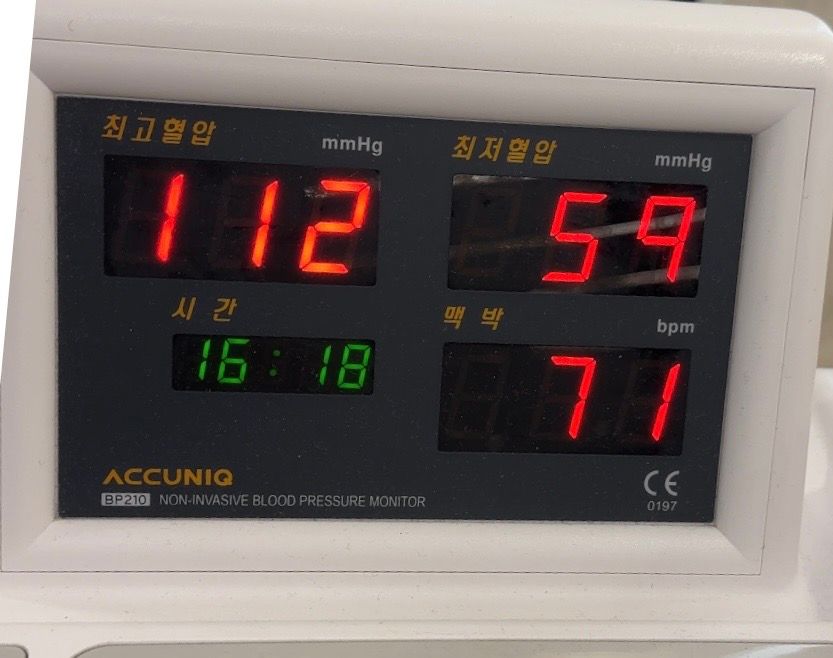 최고혈압 mmHg
112
최저혈압 mmHg
59
시 간
16:18
맥 박 bpm
71
ACCUNIQ
BP210 NON-INVASIVE BLOOD PRESSURE MONITOR
CE
0197